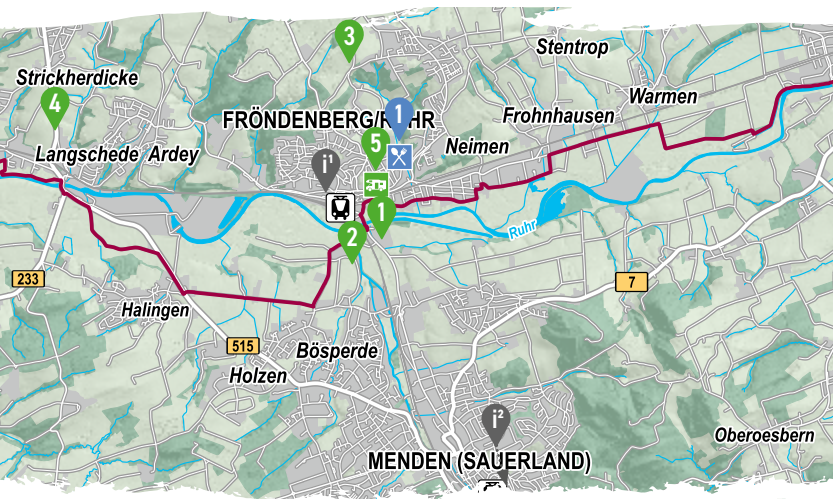 3
Stentrop
Strickherdicke
Warmen
4
1
FRÖNDENBERG/RUHR
Frohnhausen
5
Neimen
Langschede Ardey
i¹
1
2
Ruhr
233
7
Halingen
515
Bösperde
Holzen
i²
Oberoesbern
MENDEN (SAUERLAND)